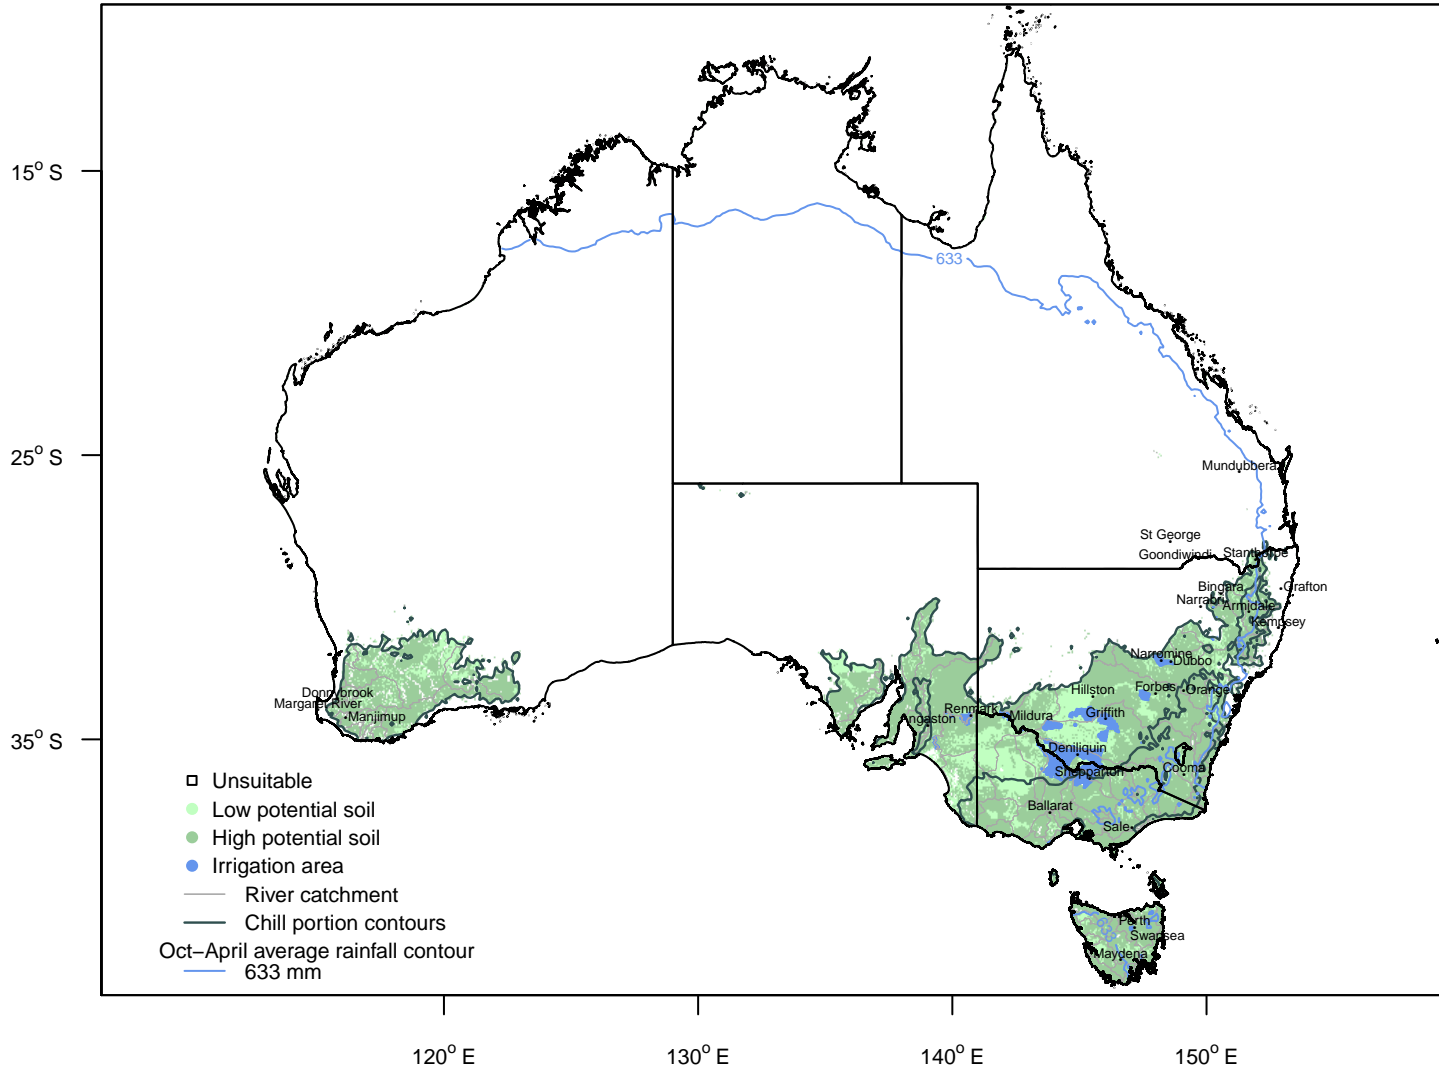 15° S
633
25° S
Mundubbera
St George
Goondiwindi
Stanthorpe
Bingara
Grafton
Narrabri
Armidale
Kempsey
Narromine
Dubbo
Donnybrook
Hillston
Forbes
Orange
Margaret River
Renmark
Manjimup
Angaston
Mildura
Griffith
35° S
Deniliquin
Cooma
Shepparton
Unsuitable
Low potential soil
Ballarat
High potential soil
Sale
Irrigation area
River catchment
Chill portion contours
Perth
Swansea
Oct–April average rainfall contour
Maydena
633 mm
120° E
130° E
140° E
150° E